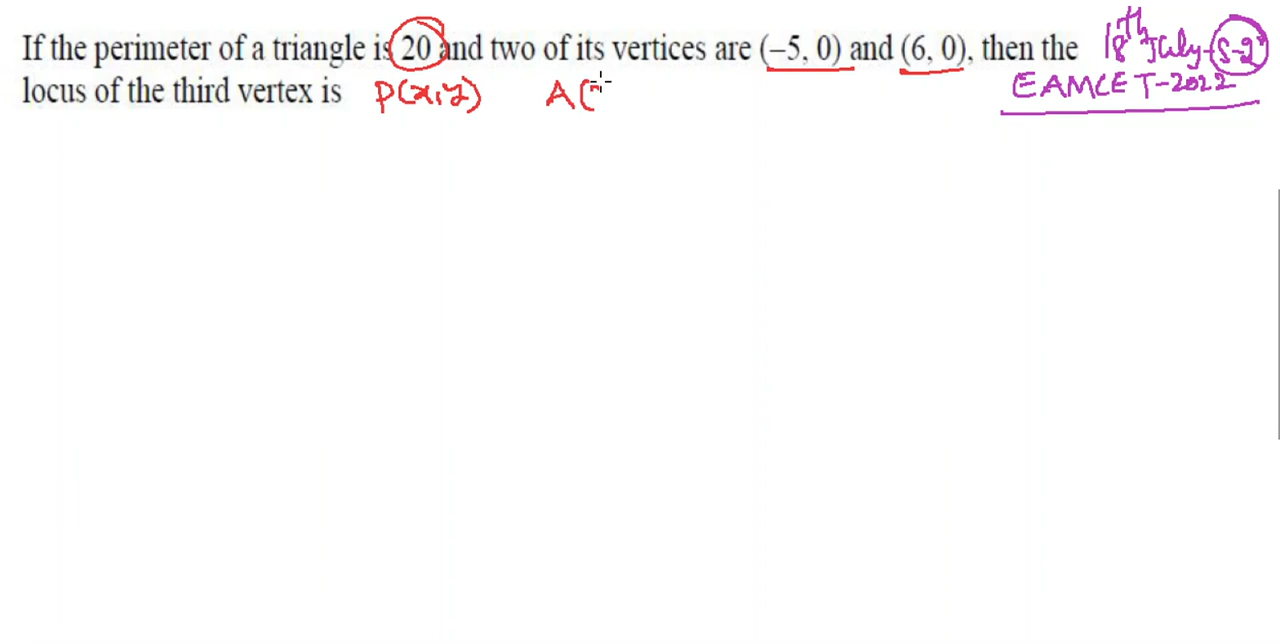 If the perimeter of a triangle is 20 and two of its vertices are (−5, 0) and (6, 0), then the
locus of the third vertex is P(x,y) A(
18th July-S-2
EAMCET-2022